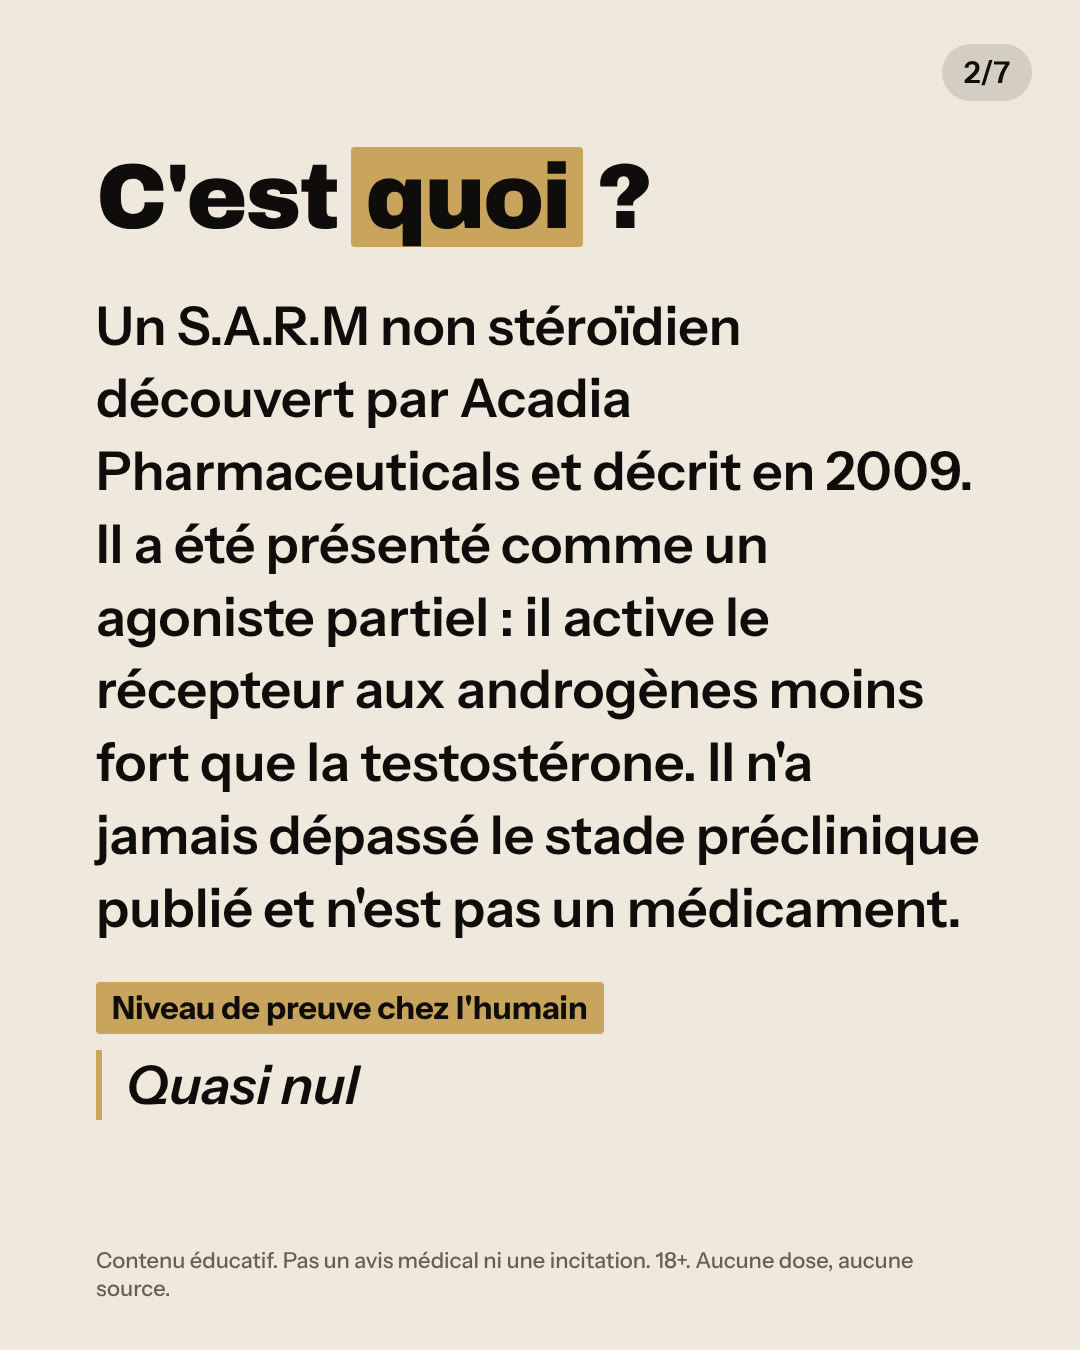 2/7
C'est quoi ?
Un S.A.R.M non stéroïdien
découvert par Acadia
Pharmaceuticals et décrit en 2009.
Il a été présenté comme un
agoniste partiel : il active le
récepteur aux androgènes moins
fort que la testostérone. Il n'a
jamais dépassé le stade préclinique
publié et n'est pas un médicament.
Niveau de preuve chez l'humain
Quasi nul
Contenu éducatif. Pas un avis médical ni une incitation. 18+. Aucune dose, aucune
source.